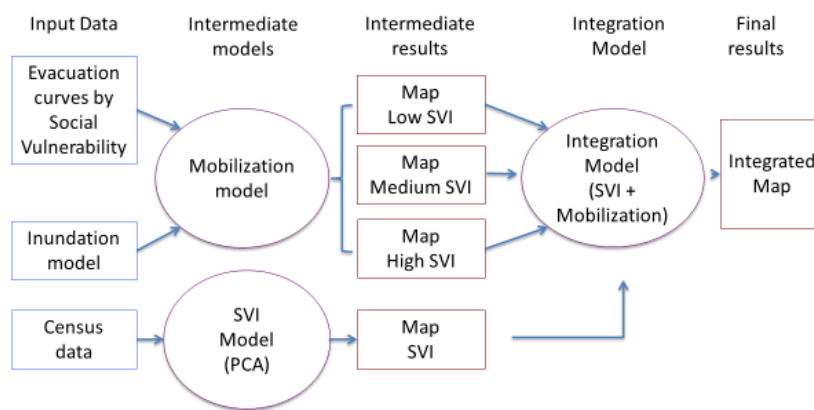 Input Data
Intermediate
models
Intermediate
results
Integration
Model
Final
results
Evacuation
curves by
Social
Vulnerability
Inundation
model
Census
data
Mobilization
model
SVI
Model
(PCA)
Map
Low SVI
Map
Medium SVI
Map
High SVI
Map
SVI
Integration
Model
(SVI +
Mobilization)
Integrated
Map